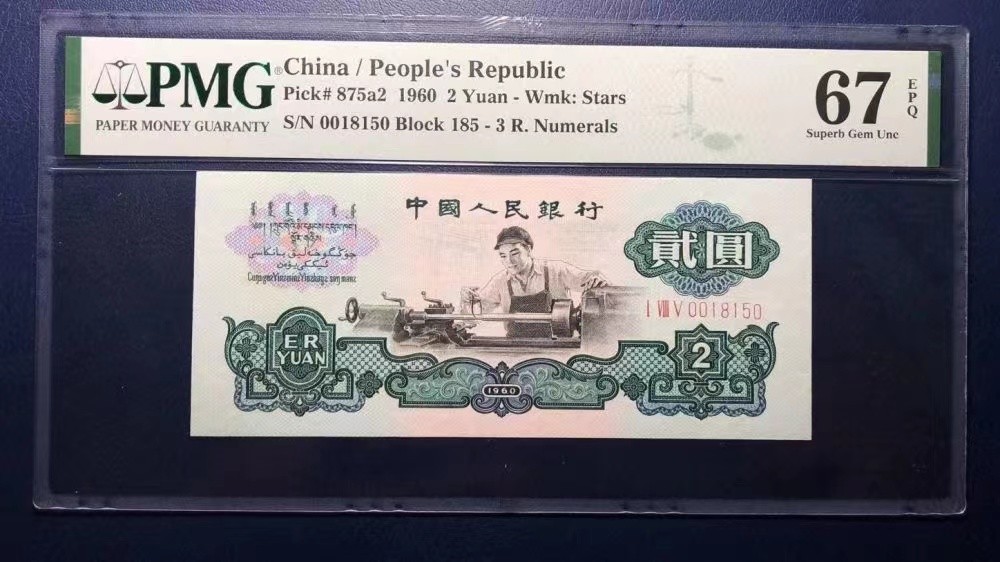 PMG®
PAPER MONEY GUARANTY
China / People's Republic
Pick# 875a2 1960 2 Yuan - Wmk: Stars
S/N 0018150 Block 185 - 3 R. Numerals
67
EPQ
Superb Gem Unc
中國人民銀行
貳圓
I VIII V 0018150
ER
YUAN
1960
2